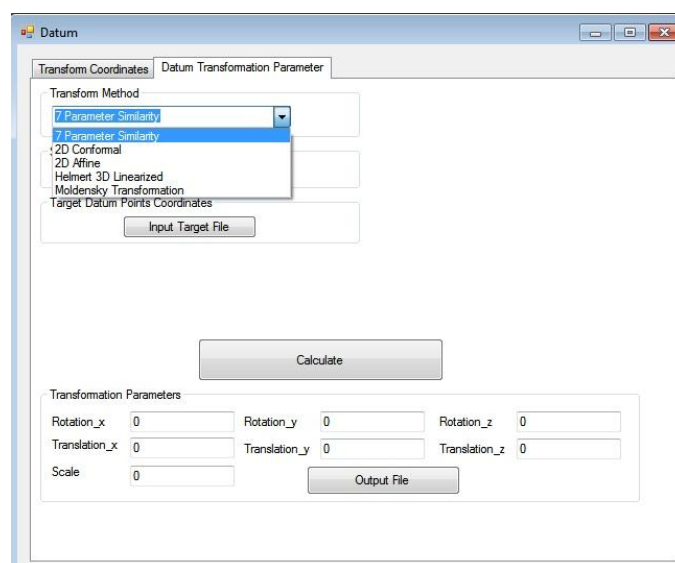 Datum
Transform Coordinates Datum Transformation Parameter
Transform Method
7 Parameter Similarity
7 Parameter Similarity
2D Conformal
2D Affine
Helmert 3D Linearized
Moldensky Transformation
Target Datum Points Coordinates
Input Target File
Calculate
Transformation Parameters
Rotation_x 0 Rotation_y 0 Rotation_z 0
Translation_x 0 Translation_y 0 Translation_z 0
Scale 0 Output File